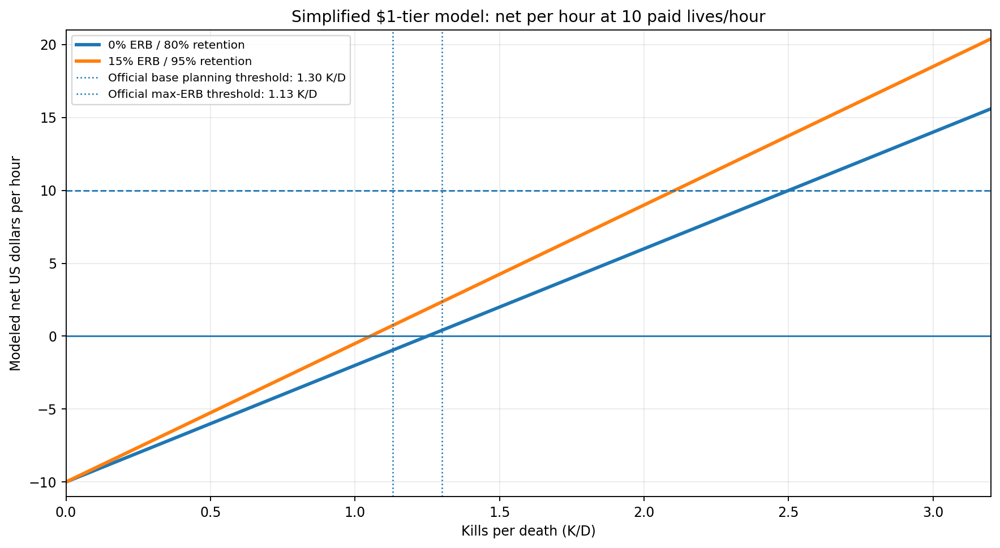 Simplified $1-tier model: net per hour at 10 paid lives/hour
0% ERB / 80% retention
15% ERB / 95% retention
Official base planning threshold: 1.30 K/D
Official max-ERB threshold: 1.13 K/D
Modeled net US dollars per hour
20
15
10
5
0
−5
−10
0.0 0.5 1.0 1.5 2.0 2.5 3.0
Kills per death (K/D)